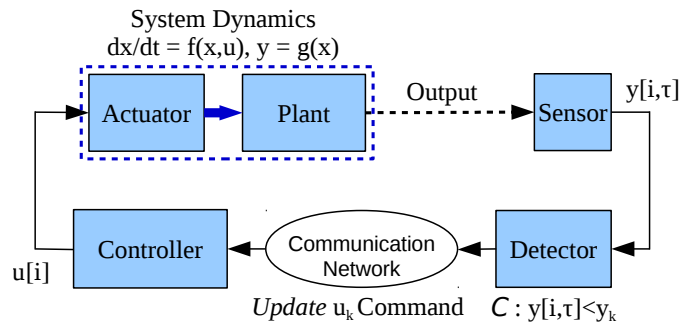 System Dynamics
dx/dt = f(x,u), y = g(x)
Actuator
Plant
Output
Sensor
y[i,τ]
Controller
Communication
Network
Detector
u[i]
Update uₖ Command
C : y[i,τ]<yₖ